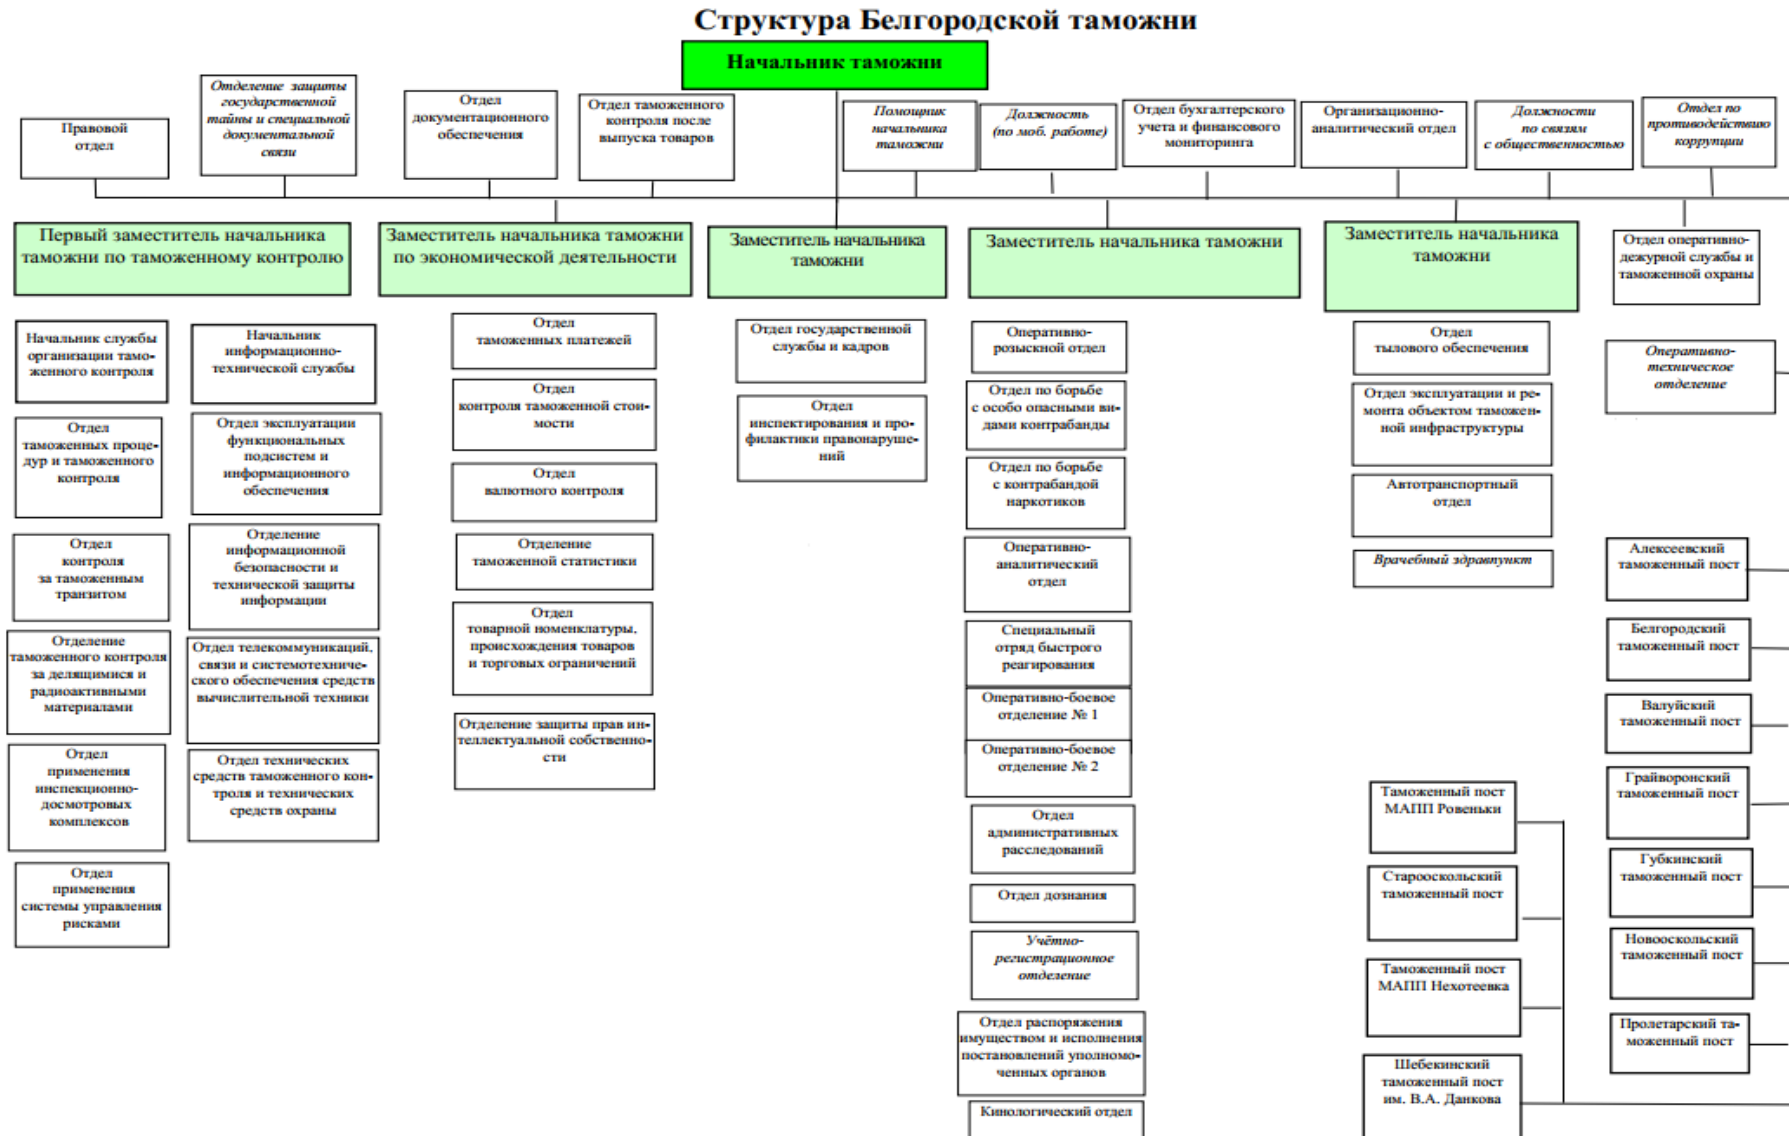 Структура Белгородской таможни
Начальник таможни
Правовой
отдел
Отделение защиты
государственной
тайны и специальной
документальной
связи
Отдел
документационного
обеспечения
Отдел таможенного
контроля после
выпуска товаров
Помощник
начальника
таможни
Должность
(по моб. работе)
Отдел бухгалтерского
учета и финансового
мониторинга
Организационно-
аналитический отдел
Должности
по связям
с общественностью
Отдел по
противодействию
коррупции
Первый заместитель начальника
таможни по таможенному контролю
Заместитель начальника таможни
по экономической деятельности
Заместитель начальника
таможни
Заместитель начальника таможни
таможни
Заместитель начальника
таможни
Отдел оперативно-
дежурной службы и
таможенной охраны
Начальник службы
организации тамо-
женного контроля
Отдел
таможенных проце-
дур и таможенного
контроля
Отдел
контроля
за таможенным
транзитом
Отделение
таможенного контроля
за делящимися и
радиоактивными
материалами
Отдел
применения
инспекционно-
досмотровых
комплексов
Отдел
применения
системы управления
рисками
Начальник
информационно-
технической службы
Отдел эксплуатации
функциональных
подсистем и
информационного
обеспечения
Отделение
информационной
безопасности и
технической защиты
информации
Отдел телекоммуникаций,
связи и системотехниче-
ского обеспечения средств
вычислительной техники
Отдел технических
средств таможенного кон-
троля и технических
средств охраны
Отдел
таможенных платежей
Отдел
контроля таможенной стои-
мости
Отдел
валютного контроля
Отделение
таможенной статистики
Отдел
товарной номенклатуры,
происхождения товаров
и торговых ограничений
Отделение защиты прав ин-
теллектуальной собственно-
сти
Отдел государственной
службы и кадров
Отдел
инспектирования и про-
филактики правонаруше-
ний
Оперативно-
розыскной отдел
Отдел по борьбе
с особо опасными ви-
дами контрабанды
Отдел по борьбе
с контрабандой
наркотиков
Оперативно-
аналитический
отдел
Специальный
отряд быстрого
реагирования
Оперативно-боевое
отделение № 1
Оперативно-боевое
отделение № 2
Отдел
административных
расследований
Отдел дознания
Учётно-
регистрационное
отделение
Отдел распоряжения
имуществом и исполнения
постановлений уполномо-
ченных органов
Кинологический отдел
Отдел
тылового обеспечения
Отдел эксплуатации и ре-
монта объектом таможен-
ной инфраструктуры
Автотранспортный
отдел
Врачебный здравпункт
Таможенный пост
МАПП Ровеньки
Старооскольский
таможенный пост
Таможенный пост
МАПП Нехотеевка
Шебекинский
таможенный пост
им. В.А. Данкова
Оперативно-
техническое
отделение
Алексеевский
таможенный пост
Белгородский
таможенный пост
Валуйский
таможенный пост
Грайворонский
таможенный пост
Губкинский
таможенный пост
Новооскольский
таможенный пост
Пролетарский та-
моженный пост